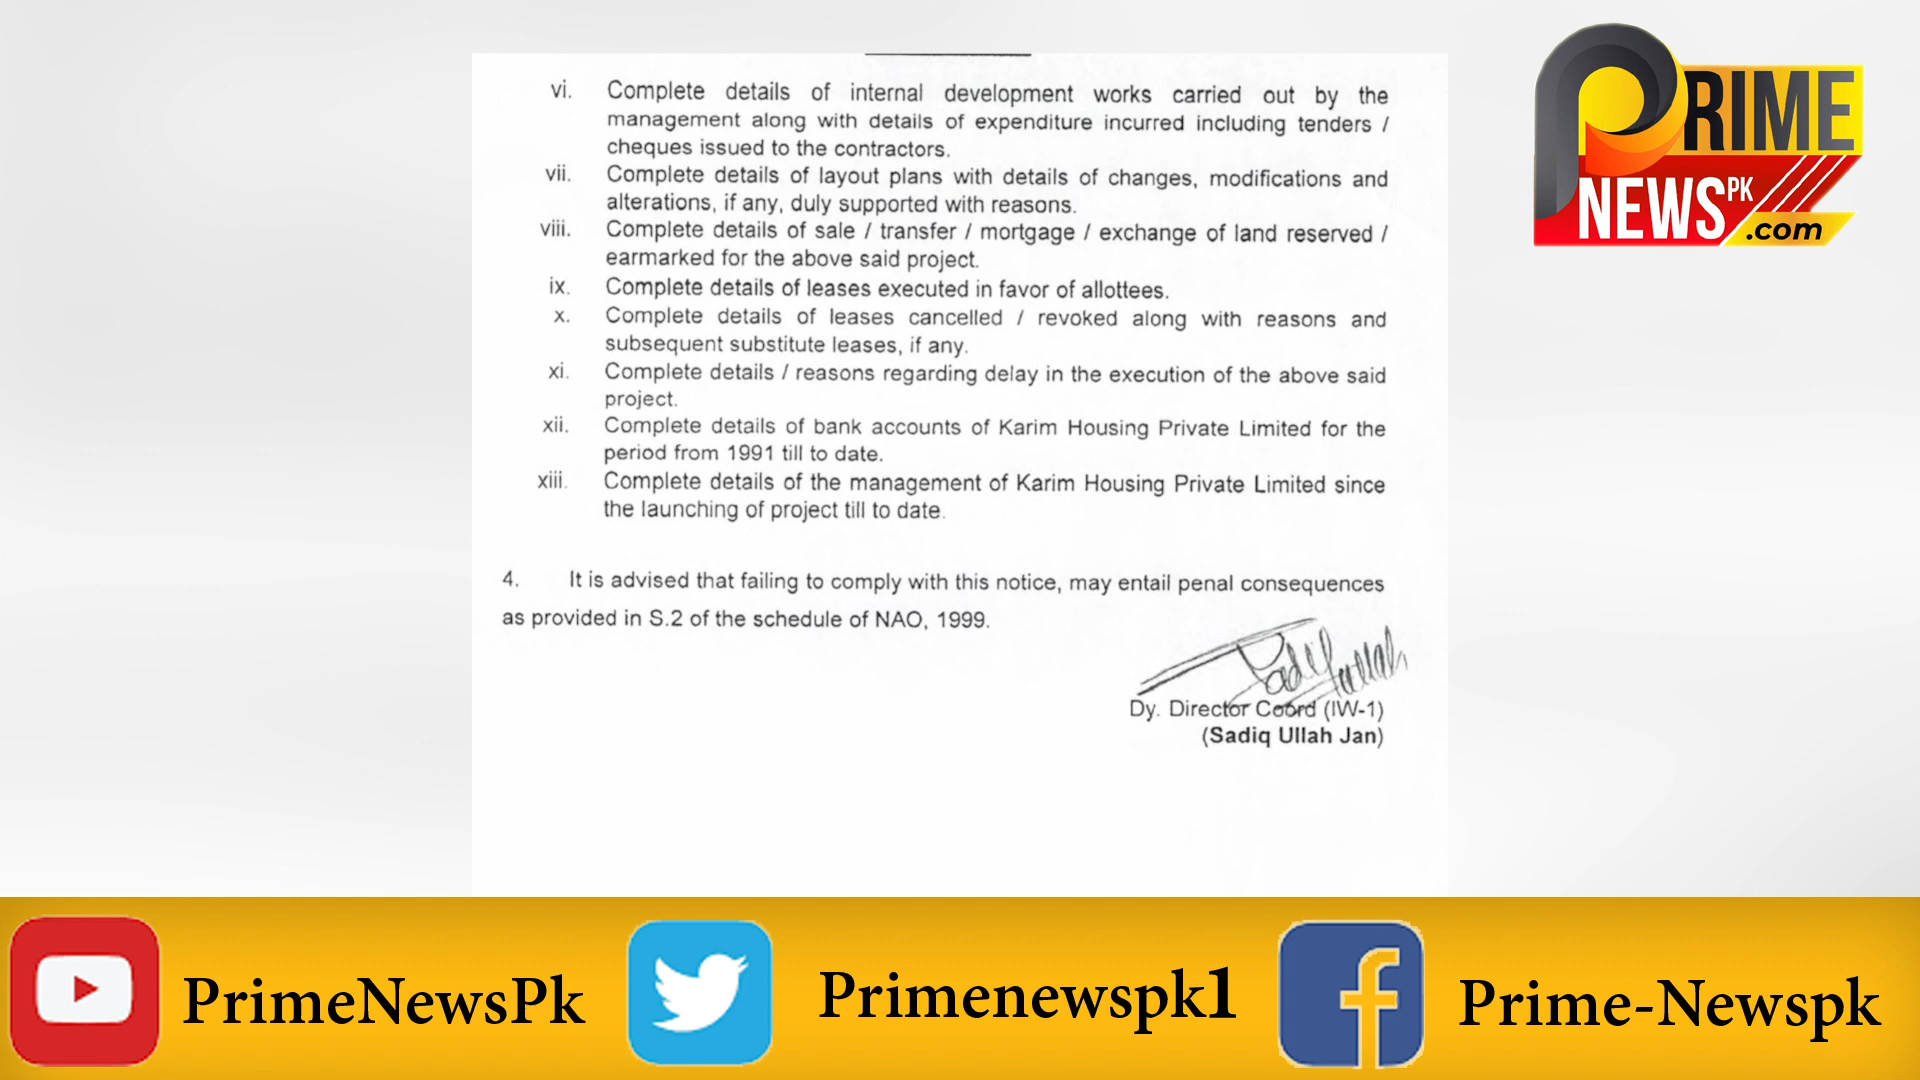 vi. Complete details of internal development works carried out by the
management along with details of expenditure incurred including tenders /
cheques issued to the contractors.
vii. Complete details of layout plans with details of changes, modifications and
alterations, if any, duly supported with reasons.
viii. Complete details of sale / transfer / mortgage / exchange of land reserved /
earmarked for the above said project.
ix. Complete details of leases executed in favor of allottees.
x. Complete details of leases cancelled / revoked along with reasons and
subsequent substitute leases, if any.
xi. Complete details / reasons regarding delay in the execution of the above said
project.
xii. Complete details of bank accounts of Karim Housing Private Limited for the
period from 1991 till to date.
xiii. Complete details of the management of Karim Housing Private Limited since
the launching of project till to date.
4. It is advised that failing to comply with this notice, may entail penal consequences
as provided in S.2 of the schedule of NAO, 1999.
Sadiqullah
Dy. Director Coord (IW-1)
(Sadiq Ullah Jan)
PRIME
NEWS PK
.com
PrimeNewsPk
Primenewspk1
Prime-Newspk